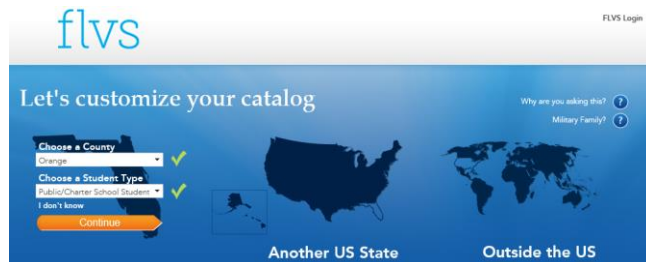 flvs
FLVS Login
Let's customize your catalog
Why are you asking this? ?
Military Family? ?
Choose a County
Orange
Choose a Student Type
Public/Charter School Student
I don't know
Continue
Another US State
Outside the US